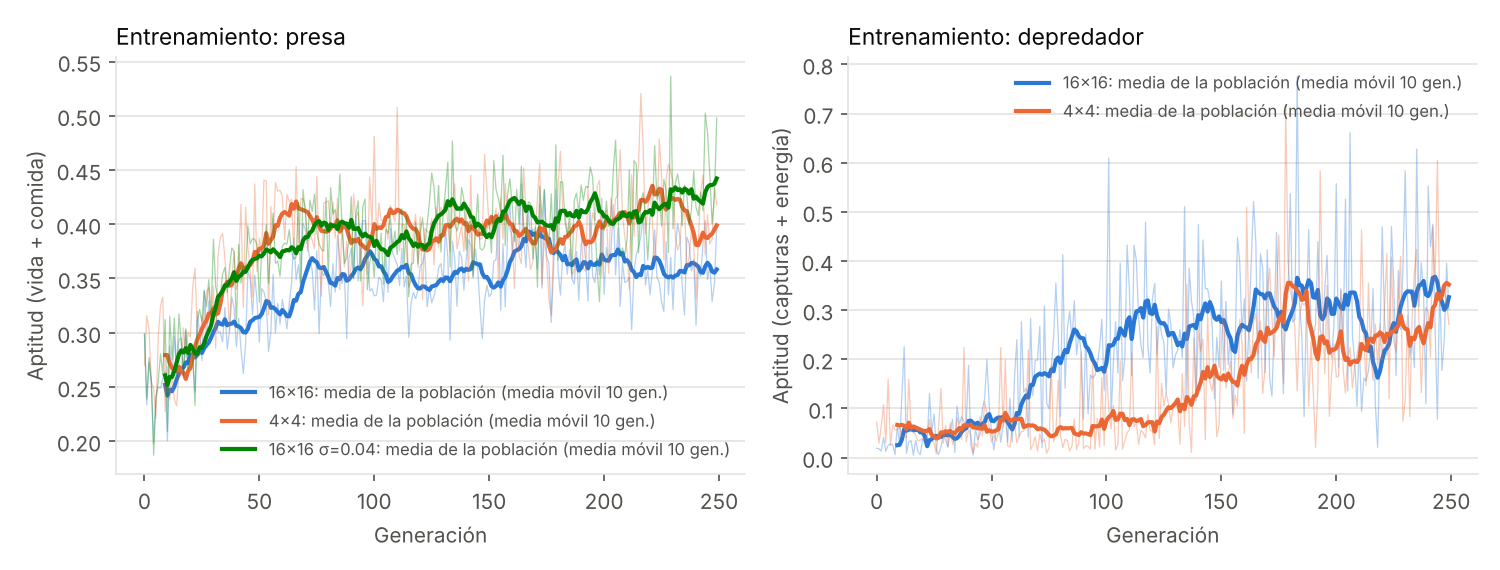 Entrenamiento: presa
Aptitud (vida + comida)
0.55
0.50
0.45
0.40
0.35
0.30
0.25
0.20
16×16: media de la población (media móvil 10 gen.)
4×4: media de la población (media móvil 10 gen.)
16×16 σ=0.04: media de la población (media móvil 10 gen.)
0 50 100 150 200 250
Generación
Entrenamiento: depredador
Aptitud (capturas + energía)
0.8
0.7
0.6
0.5
0.4
0.3
0.2
0.1
0.0
16×16: media de la población (media móvil 10 gen.)
4×4: media de la población (media móvil 10 gen.)
0 50 100 150 200 250
Generación